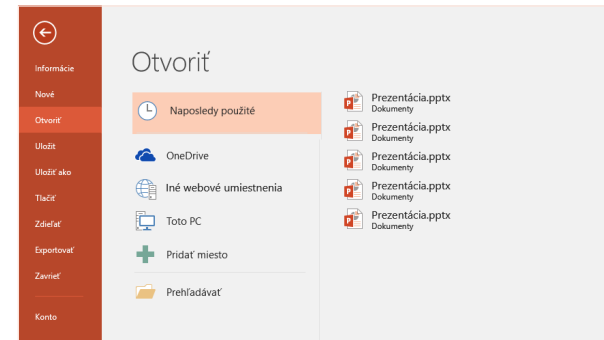 Informácie
Nové
Otvoriť
Uložit
Uložiť ako
Tlačiť
Zdieľať
Exportovať
Zavrieť
Konto
Otvoriť
Naposledy použité
OneDrive
Iné webové umiestnenia
Toto PC
Pridať miesto
Prehľadávať
Prezentácia.pptx
Dokumenty
Prezentácia.pptx
Dokumenty
Prezentácia.pptx
Dokumenty
Prezentácia.pptx
Dokumenty
Prezentácia.pptx
Dokumenty